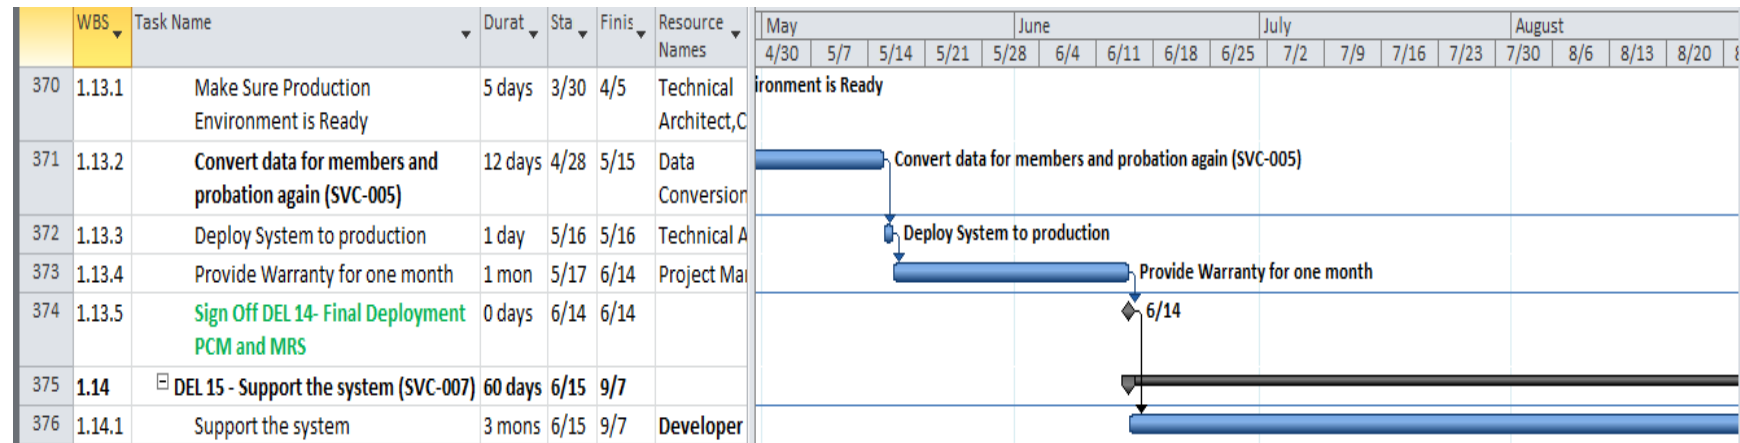 WBS Task Name Durat Sta Finis Resource Names
May June July August
4/30 5/7 5/14 5/21 5/28 6/4 6/11 6/18 6/25 7/2 7/9 7/16 7/23 7/30 8/6 8/13 8/20
370 1.13.1 Make Sure Production 5 days 3/30 4/5 Technical ironment is Ready
Environment is Ready Architect,C
371 1.13.2 Convert data for members and 12 days 4/28 5/15 Data Convert data for members and probation again (SVC-005)
probation again (SVC-005) Conversion
372 1.13.3 Deploy System to production 1 day 5/16 5/16 Technical A Deploy System to production
373 1.13.4 Provide Warranty for one month 1 mon 5/17 6/14 Project Mai Provide Warranty for one month
374 1.13.5 Sign Off DEL 14- Final Deployment 0 days 6/14 6/14 6/14
PCM and MRS
375 1.14 DEL 15 - Support the system (SVC-007) 60 days 6/15 9/7
376 1.14.1 Support the system 3 mons 6/15 9/7 Developer